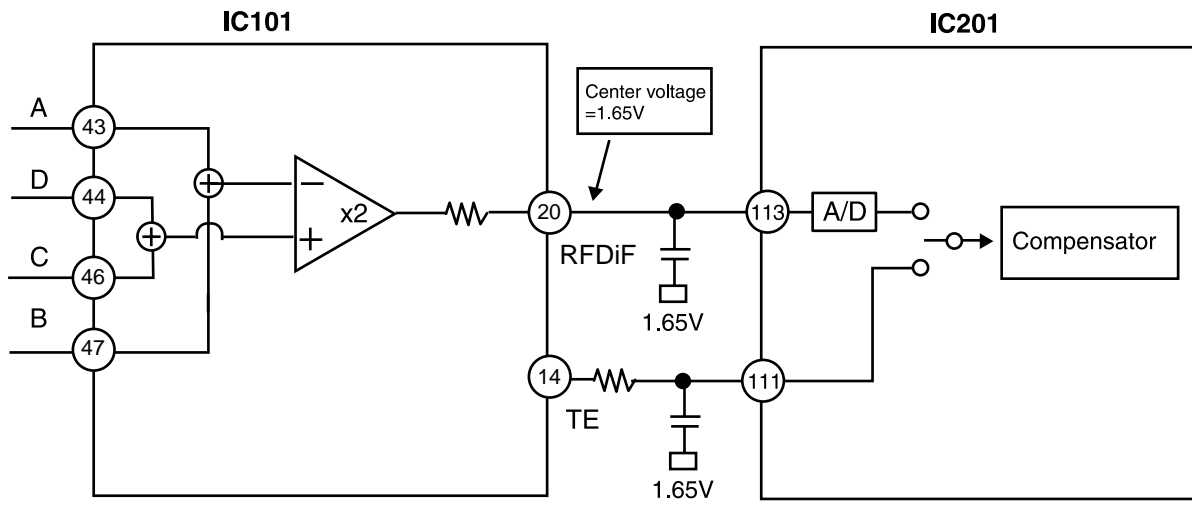 IC101
IC201
Center voltage
=1.65V
A
43
D
44
C
46
B
47
+
+
−
+
x2
20
RFDiF
1.65V
14
TE
1.65V
113
A/D
111
Compensator